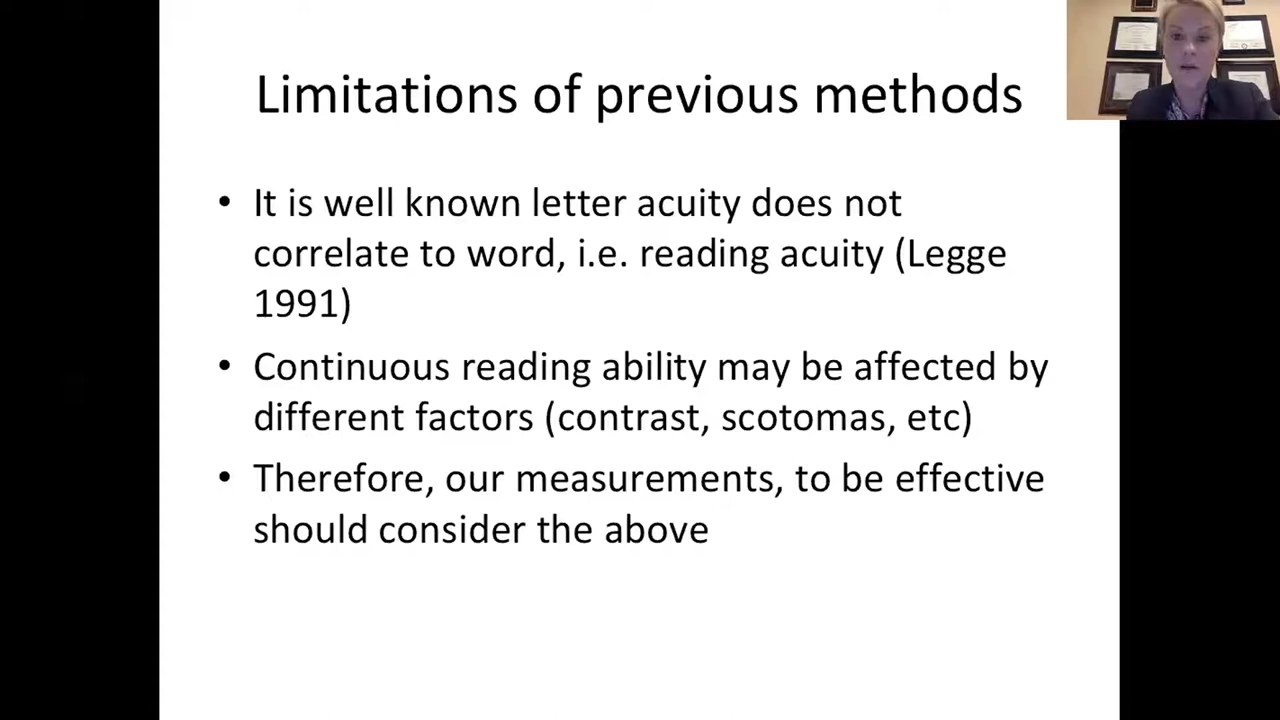 Limitations of previous methods
• It is well known letter acuity does not
correlate to word, i.e. reading acuity (Legge
1991)
• Continuous reading ability may be affected by
different factors (contrast, scotomas, etc)
• Therefore, our measurements, to be effective
should consider the above